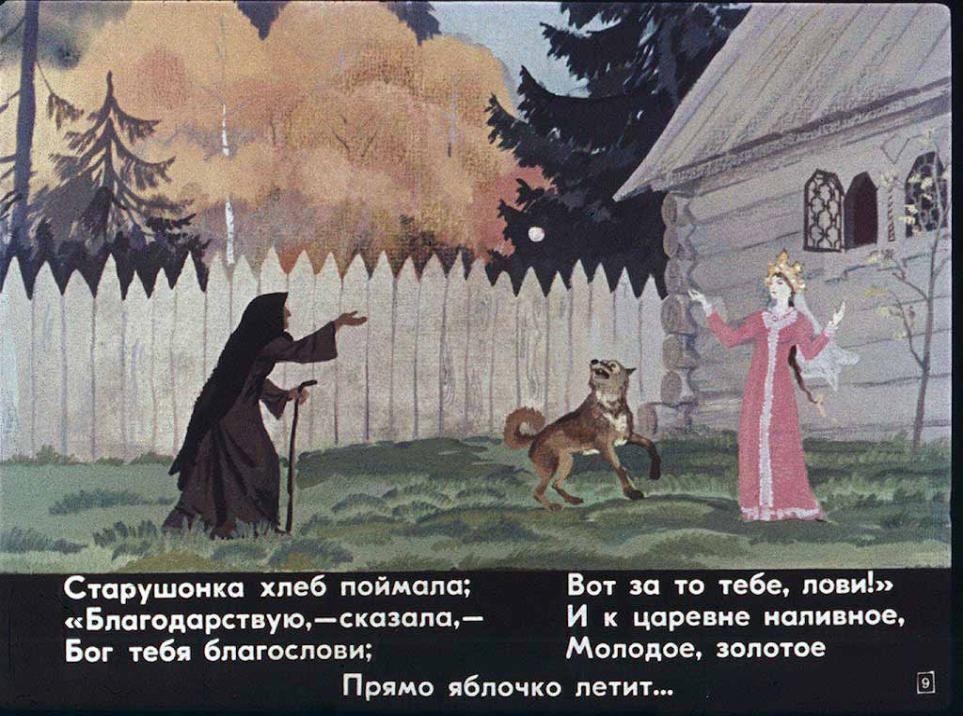 Старушонка хлеб поймала;
«Благодарствую,—сказала,—
Бог тебя благослови;
Вот за то тебе, лови!»
И к царевне наливное,
Молодое, золотое
Прямо яблочко летит...
9